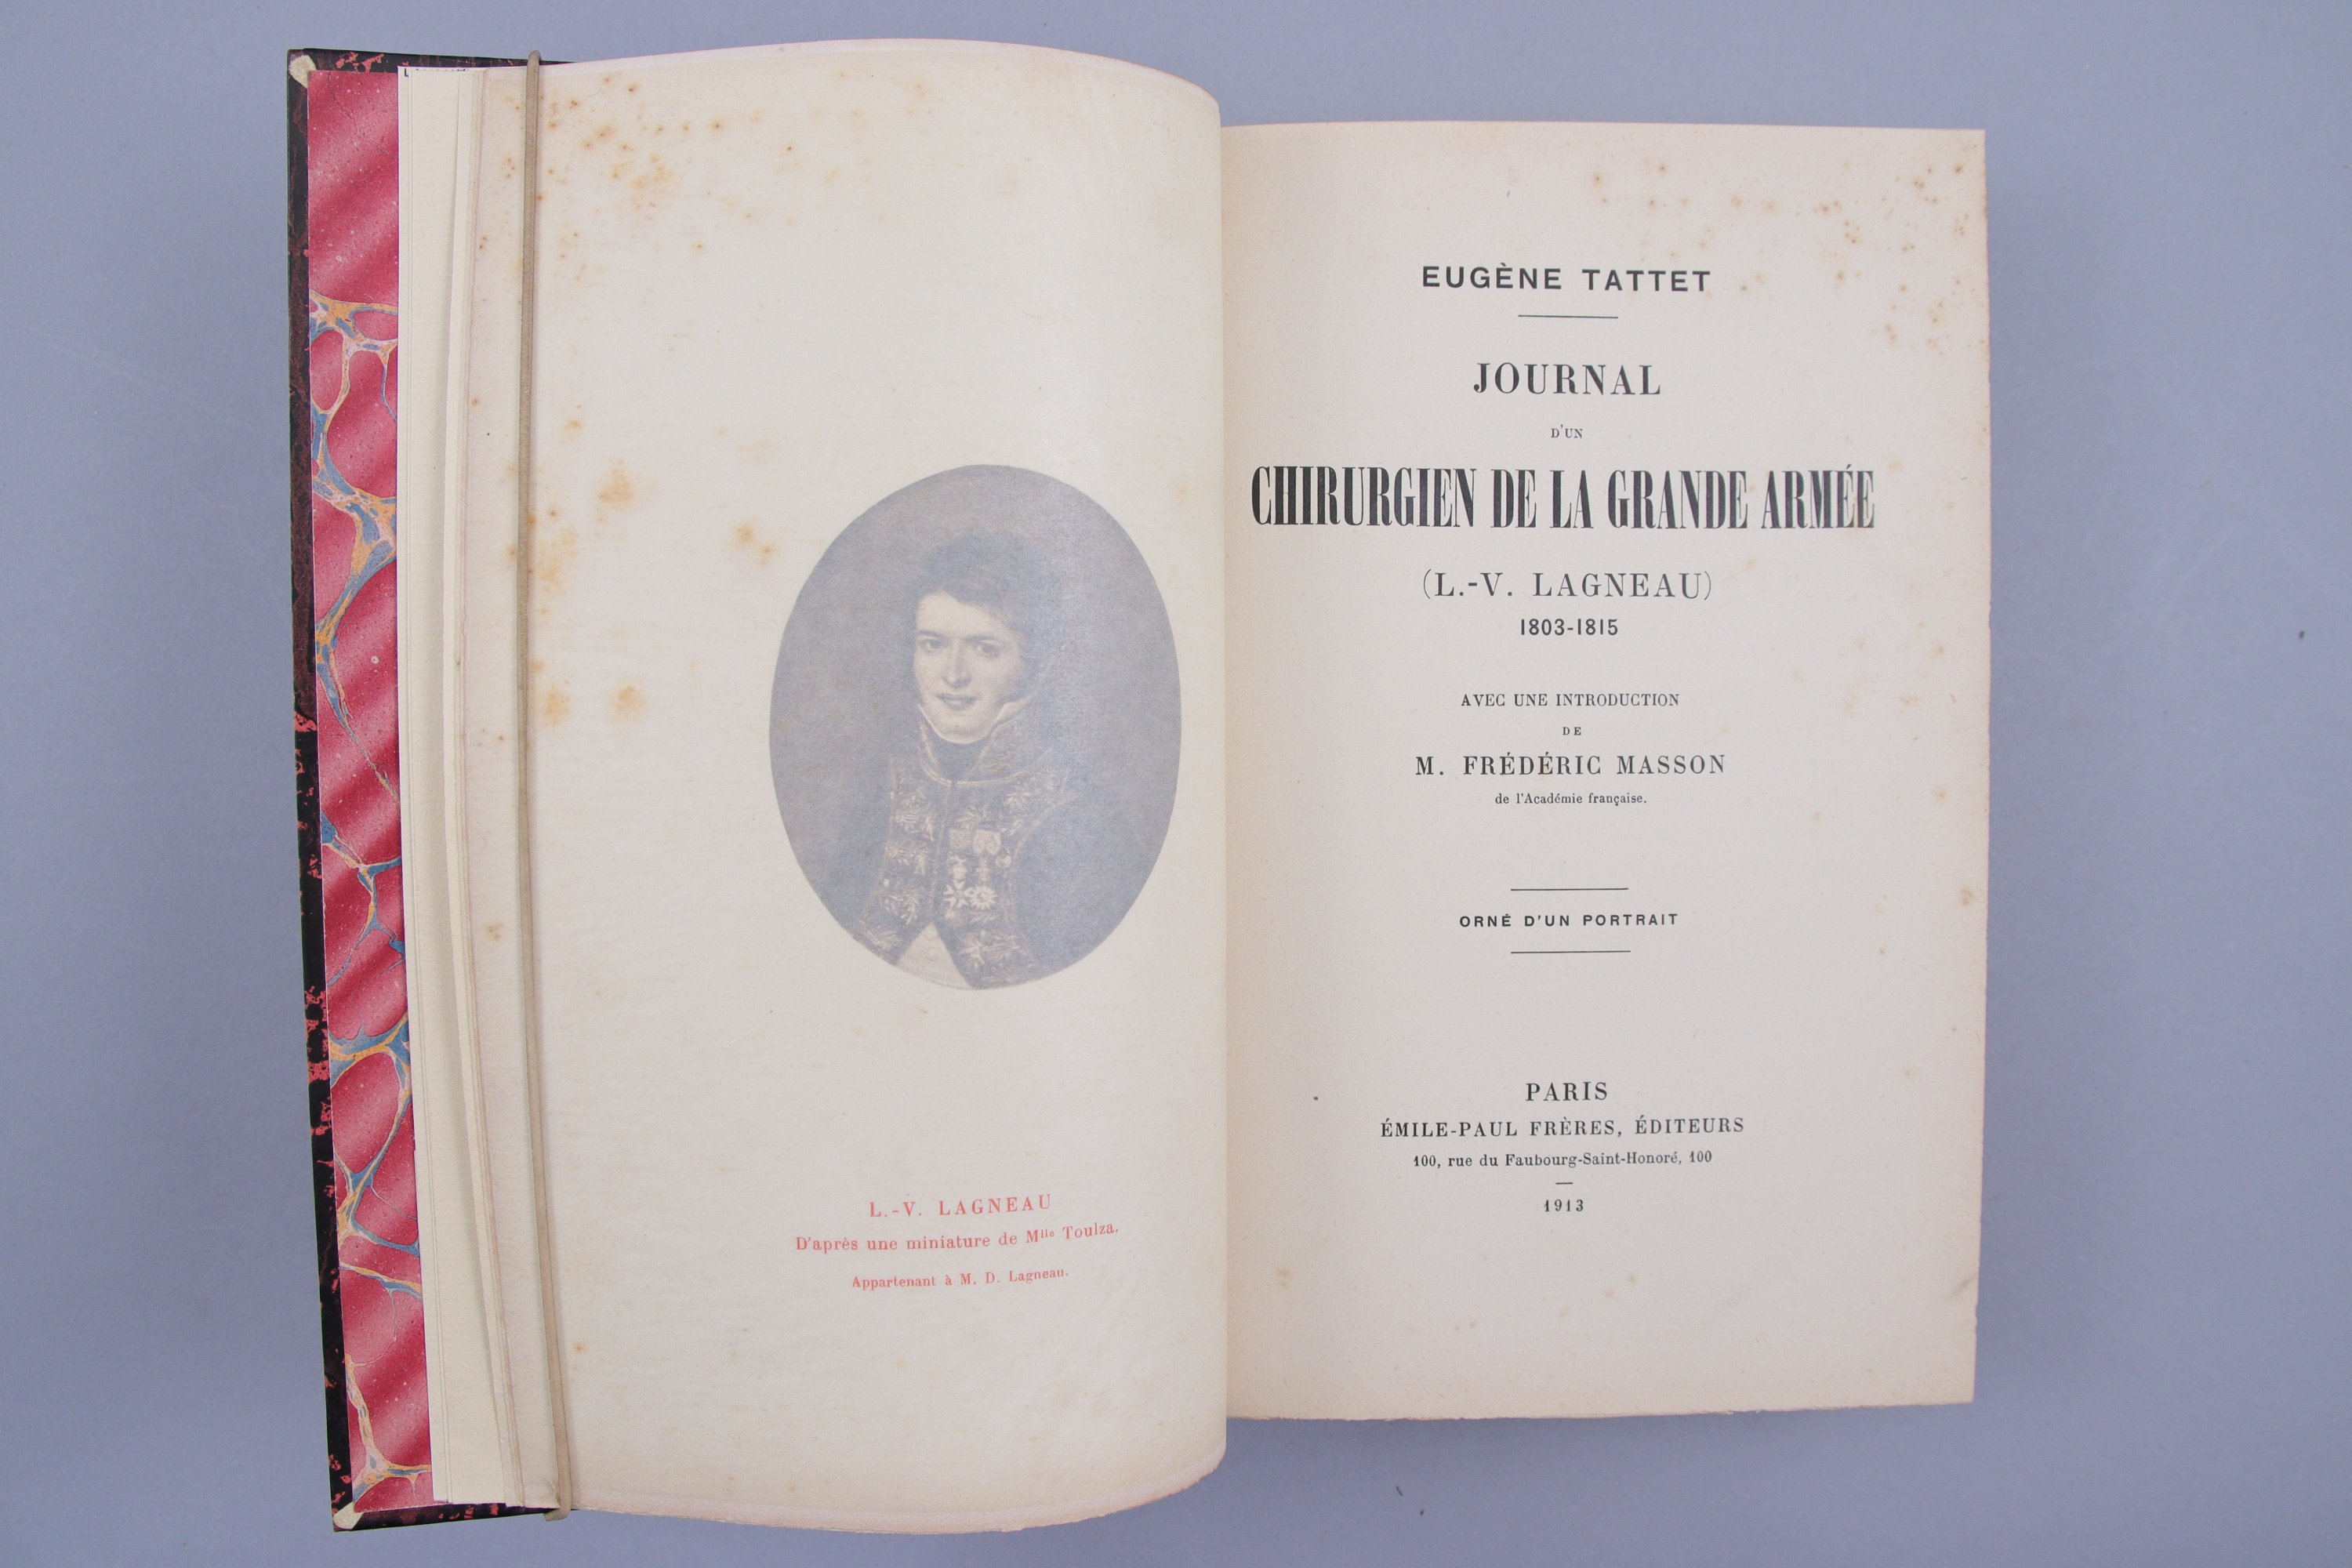 L.-V. LAGNEAU
D'après une miniature de Mlle Toulza.
Appartenant à M. D. Lagneau.
EUGÈNE TATTET
JOURNAL
D'UN
CHIRURGIEN DE LA GRANDE ARMÉE
(L.-V. LAGNEAU)
1803-1815
AVEC UNE INTRODUCTION
DE
M. FRÉDÉRIC MASSON
de l'Académie française.
ORNÉ D'UN PORTRAIT
PARIS
ÉMILE-PAUL FRÈRES, ÉDITEURS
100, rue du Faubourg-Saint-Honoré, 100
1913